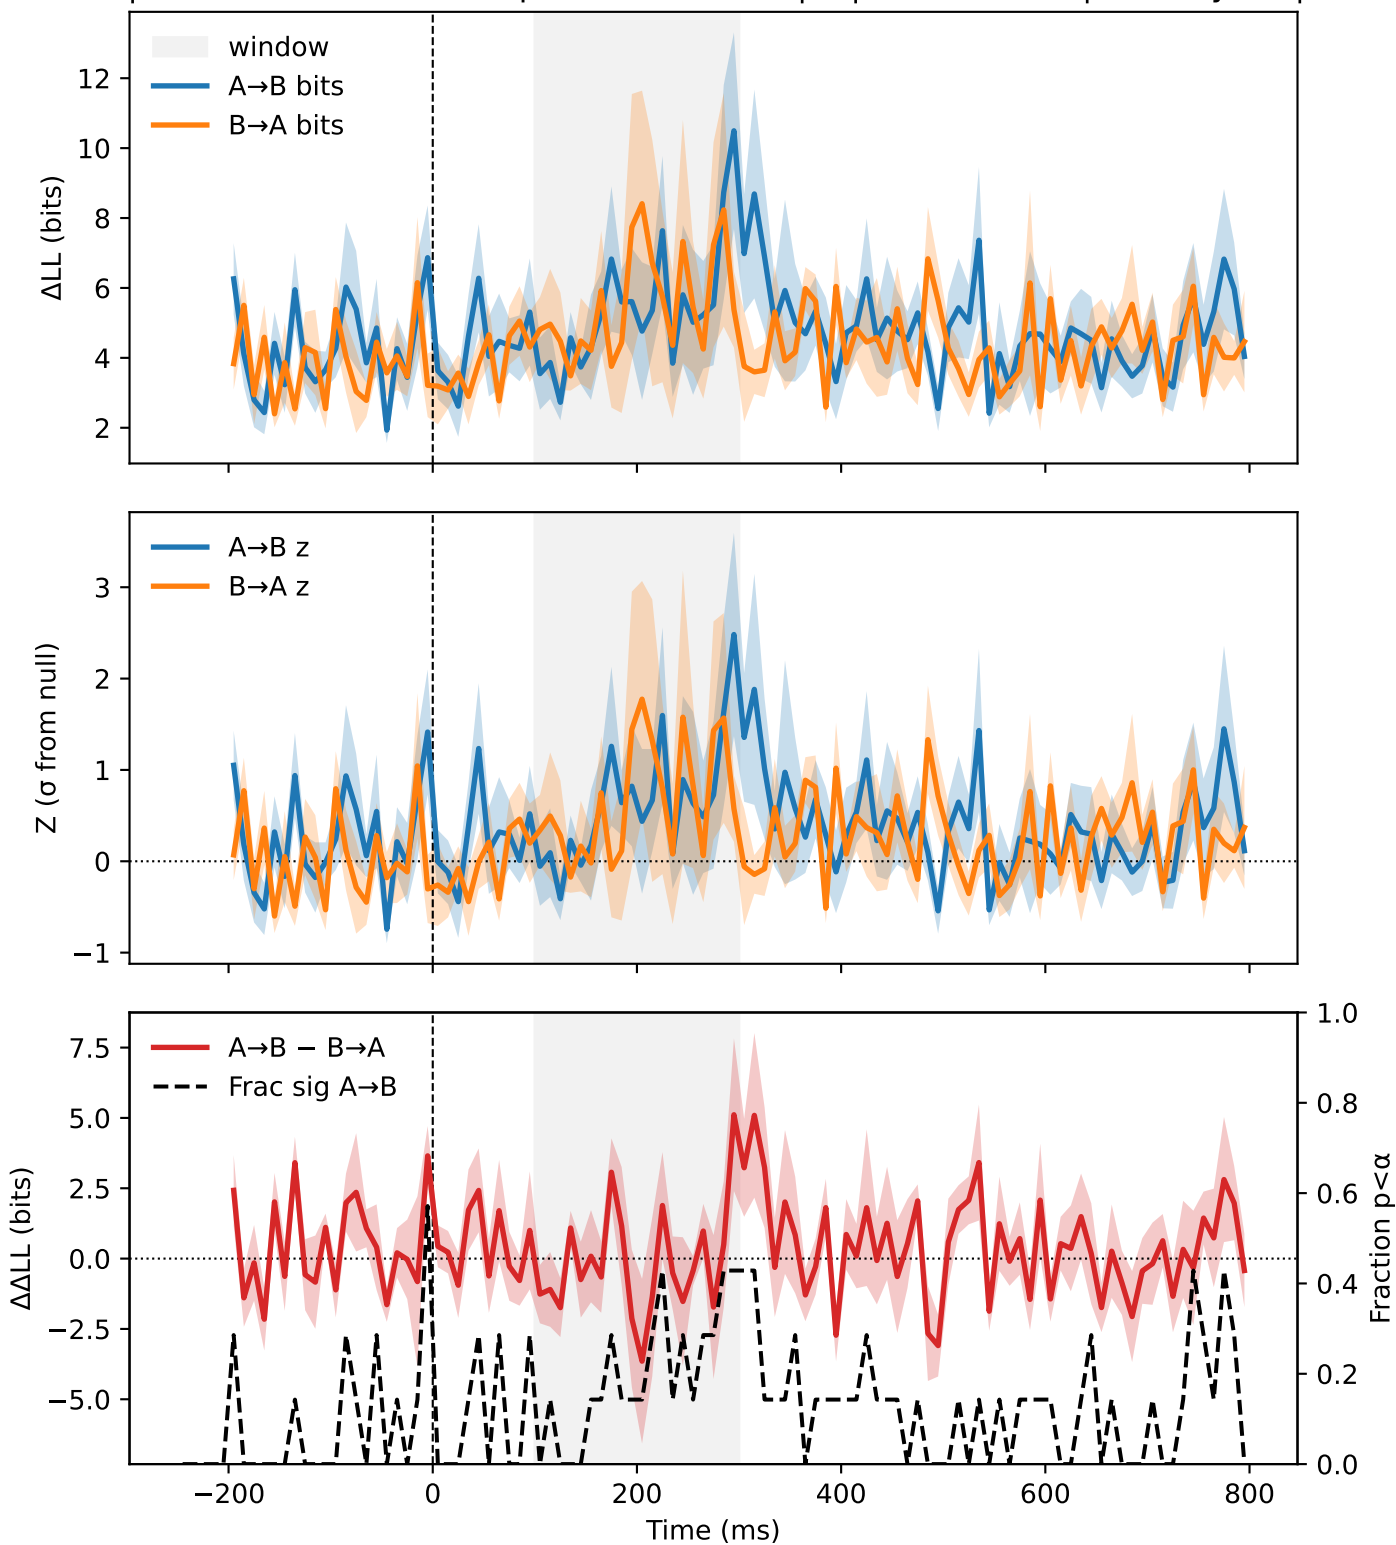 window
A→B bits
B→A bits
12
10
8
6
4
2
ΔLL (bits)
A→B z
B→A z
3
2
1
0
−1
Z (σ from null)
A→B − B→A
Frac sig A→B
7.5
5.0
2.5
0.0
−2.5
−5.0
ΔΔLL (bits)
1.0
0.8
0.6
0.4
0.2
0.0
Fraction p<α
−200 0 200 400 600 800
Time (ms)